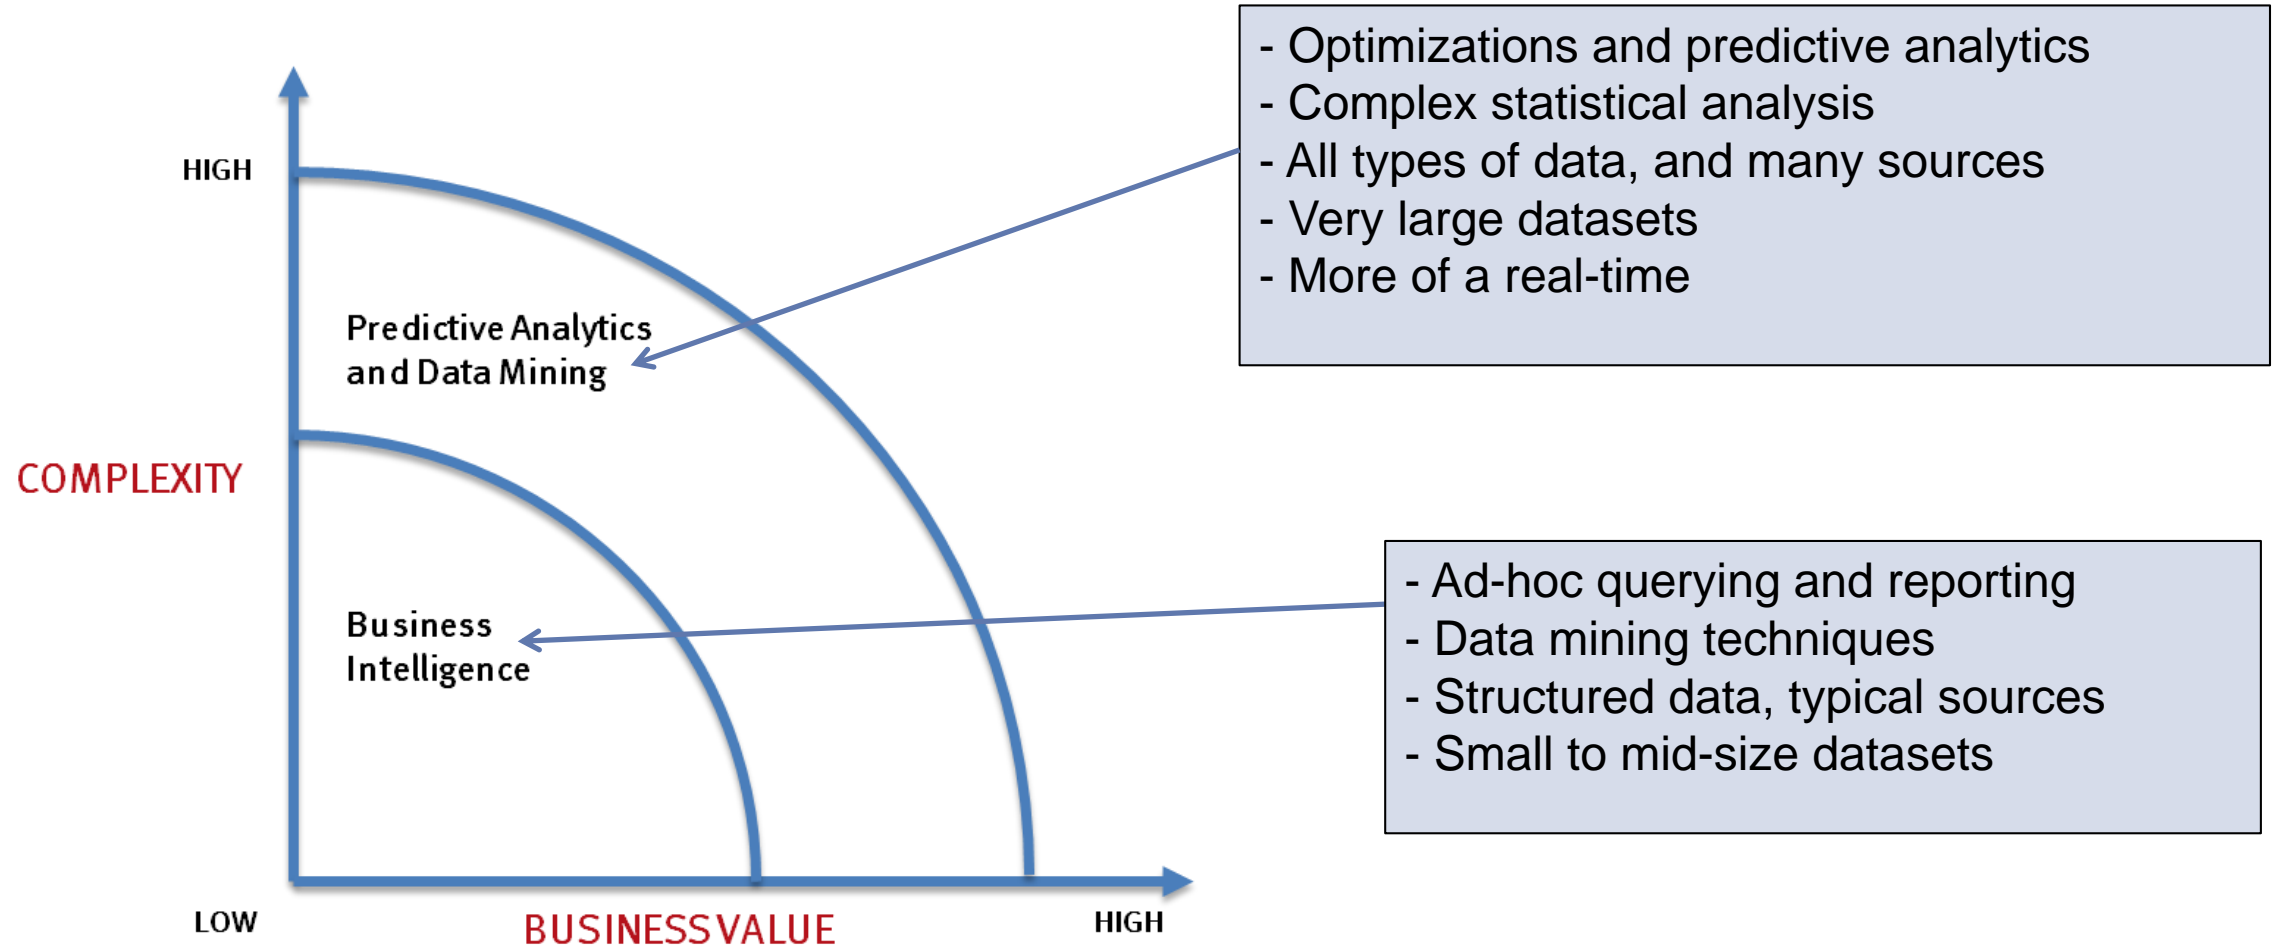 - Optimizations and predictive analytics
- Complex statistical analysis
- All types of data, and many sources
- Very large datasets
- More of a real-time
HIGH
Predictive Analytics
and Data Mining
COMPLEXITY
Business
Intelligence
- Ad-hoc querying and reporting
- Data mining techniques
- Structured data, typical sources
- Small to mid-size datasets
LOW
BUSINESS VALUE
HIGH